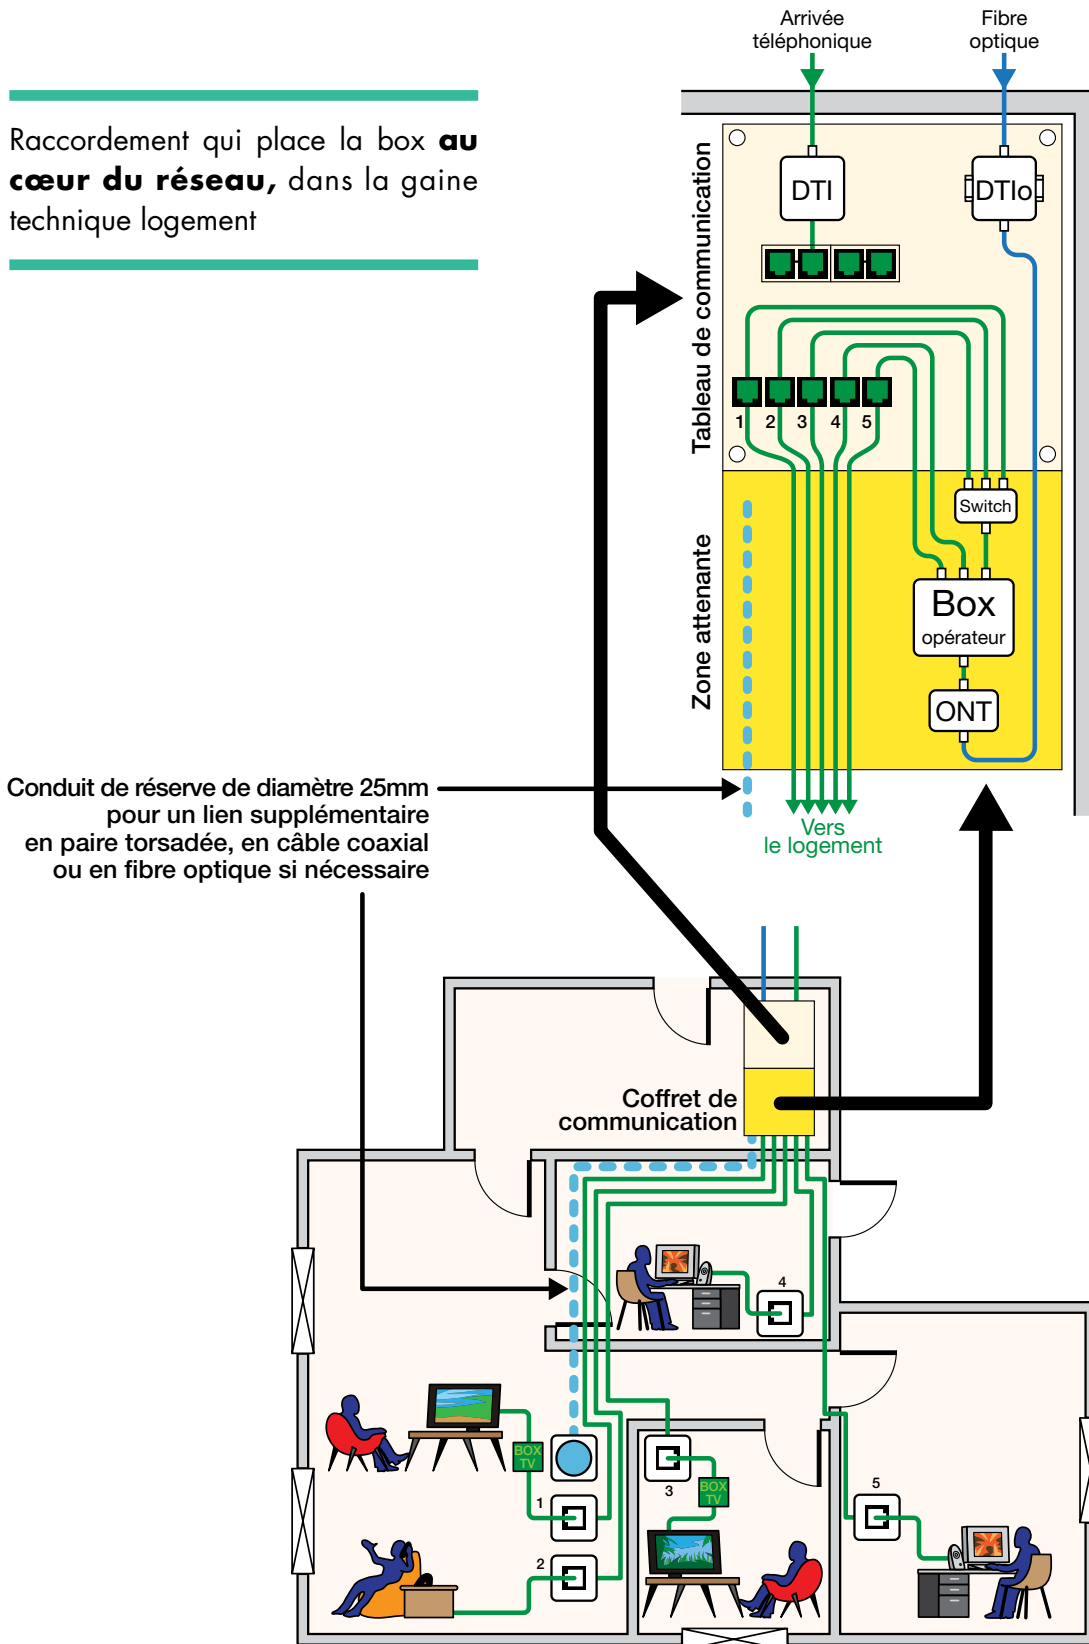 Arrivée
téléphonique
Fibre
optique
Raccordement qui place la box au
cœur du réseau, dans la gaine
technique logement
Tableau de communication
DTI
DTIo
1 2 3 4 5
Switch
Zone attenante
Box
opérateur
ONT
Conduit de réserve de diamètre 25mm
pour un lien supplémentaire
en paire torsadée, en câble coaxial
ou en fibre optique si nécessaire
Vers
le logement
Coffret de
communication
4
BOX
TV
1
2
3
BOX
TV
5